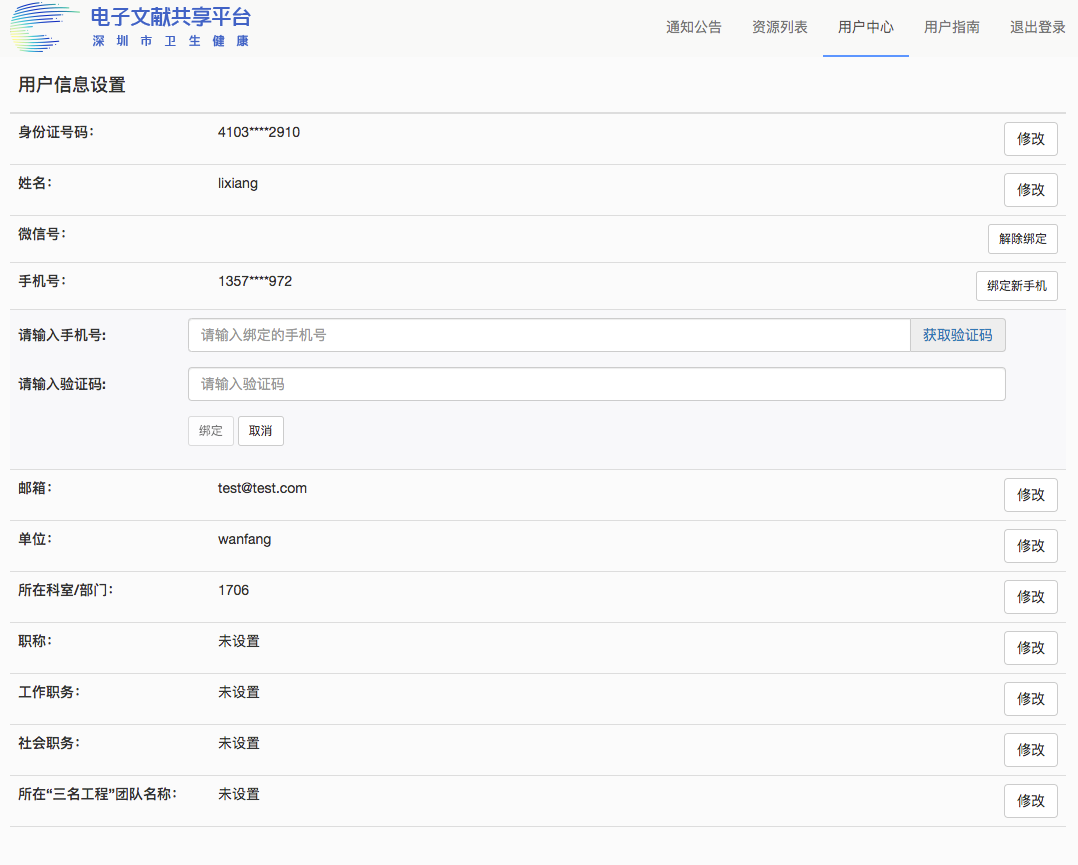 电子文献共享平台
深圳市卫生健康
通知公告 资源列表 用户中心 用户指南 退出登录
用户信息设置
身份证号码: 4103****2910 修改
姓名: lixiang 修改
微信号: 解除绑定
手机号: 1357****972 绑定新手机
请输入手机号: 请输入绑定的手机号 获取验证码
请输入验证码: 请输入验证码
绑定 取消
邮箱: test@test.com 修改
单位: wanfang 修改
所在科室/部门: 1706 修改
职称: 未设置 修改
工作职务: 未设置 修改
社会职务: 未设置 修改
所在“三名工程”团队名称: 未设置 修改